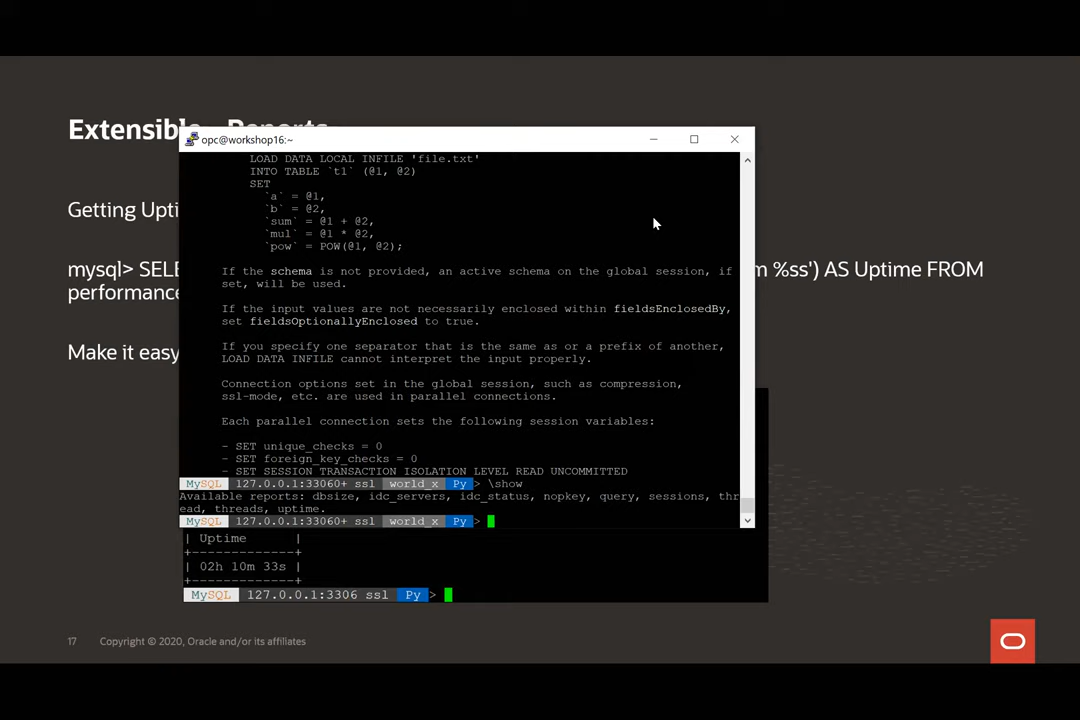 Extensible
opc@workshop16:~
LOAD DATA LOCAL INFILE 'file.txt'
INTO TABLE `t1` (@1, @2)
SET
`a` = @1,
`b` = @2,
`sum` = @1 + @2,
`mul` = @1 * @2,
`pow` = POW(@1, @2);
Getting Upti
If the schema is not provided, an active schema on the global session, if
set, will be used.
mysql> SELE
m %ss') AS Uptime FROM
performance
If the input values are not necessarily enclosed within fieldsEnclosedBy,
set fieldsOptionallyEnclosed to true.
Make it easy
If you specify one separator that is the same as or a prefix of another,
LOAD DATA INFILE cannot interpret the input properly.
Connection options set in the global session, such as compression,
ssl-mode, etc. are used in parallel connections.
Each parallel connection sets the following session variables:
- SET unique_checks = 0
- SET foreign_key_checks = 0
- SET SESSION TRANSACTION ISOLATION LEVEL READ UNCOMMITTED
MySQL 127.0.0.1:33060+ ssl world_x Py > \show
Available reports: dbsize, idc_servers, idc_status, nopkey, query, sessions, thr
ead, threads, uptime.
MySQL 127.0.0.1:33060+ ssl world_x Py >
| Uptime |
+-------------+
| 02h 10m 33s |
+-------------+
MySQL 127.0.0.1:3306 ssl Py >
17 Copyright © 2020, Oracle and/or its affiliates